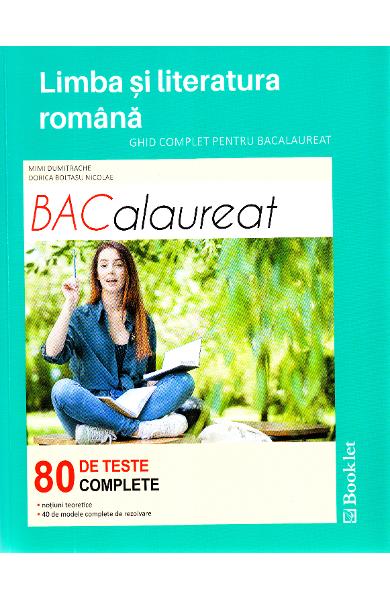 Limba și literatura
română
GHID COMPLET PENTRU BACALAUREAT
MIMI DUMITRACHE
DORICA BOLTAȘU NICOLAE
BACalaureat
80 DE TESTE
COMPLETE
• noțiuni teoretice
• 40 de modele complete de rezolvare
Booklet